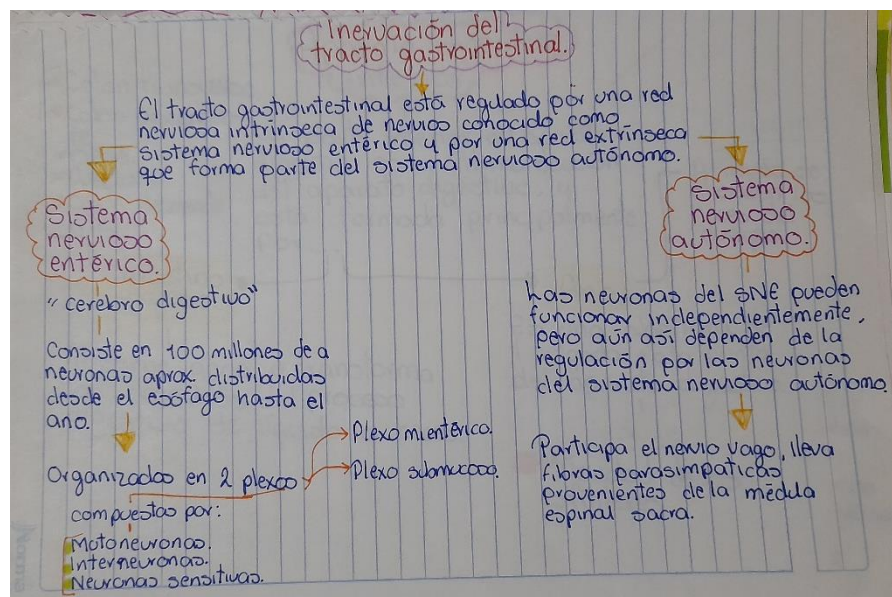 Inervación del
tracto gastrointestinal.
El tracto gastrointestinal está regulado por una red
nerviosa intrínseca de nervios conocido como
sistema nervioso entérico y por una red extrínseca
que forma parte del sistema nervioso autónomo.
Sistema
nervioso
entérico.
"cerebro digestivo"
Consiste en 100 millones de a
neuronas aprox. distribuidas
desde el esófago hasta el
ano.
Organizados en 2 plexos
Plexo mientérico.
Plexo submucoso.
compuestos por:
Motoneuronas.
Interneuronas.
Neuronas sensitivas.
Sistema
nervioso
autónomo.
Las neuronas del SNE pueden
funcionar independientemente,
pero aún así dependen de la
regulación por las neuronas
del sistema nervioso autónomo.
Participa el nervio vago, lleva
fibras parasimpáticas
provenientes de la médula
espinal sacra.